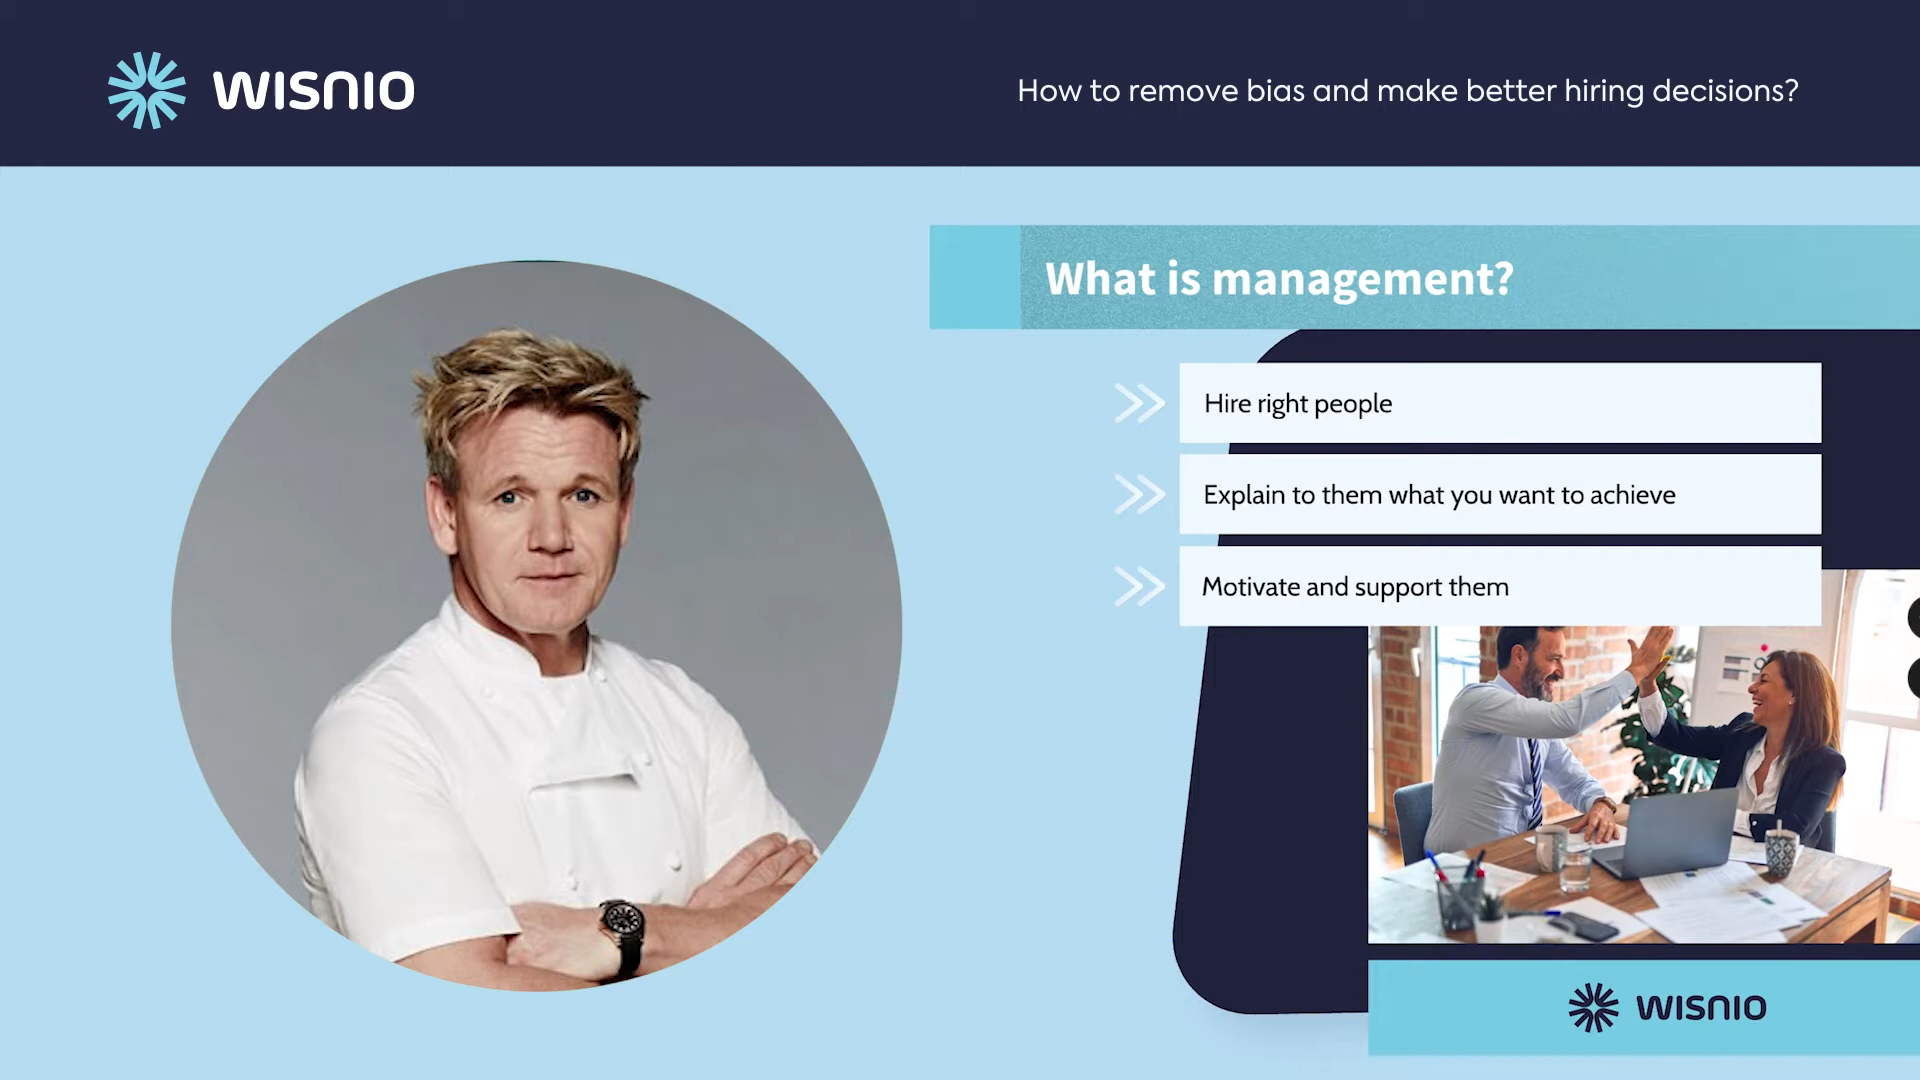 WISNIO
How to remove bias and make better hiring decisions?
What is management?
Hire right people
Explain to them what you want to achieve
Motivate and support them
WISNIO